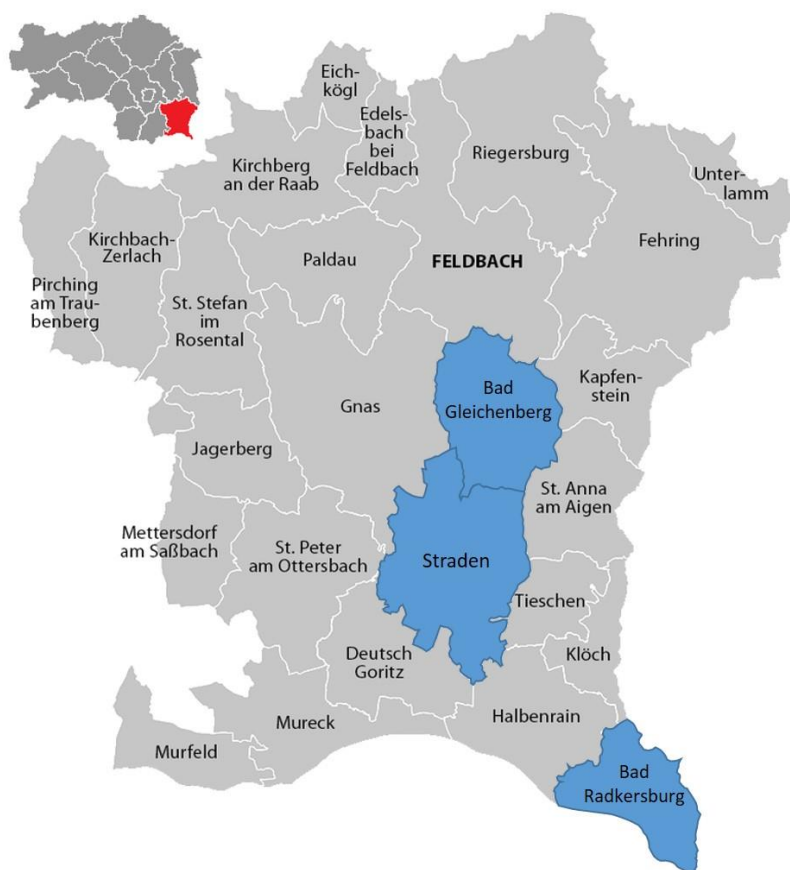 Eich-
kögl
Edels-
bach
bei
Feldbach
Riegersburg
Kirchberg
an der Raab
Unter-
lamm
Kirchbach-
Zerlach
Fehring
Paldau
FELDBACH
Pirching
am Trau-
benberg
St. Stefan
im
Rosental
Bad
Gleichenberg
Kapfen-
stein
Gnas
Jagerberg
St. Anna
am Aigen
Mettersdorf
am Saßbach
St. Peter
am Ottersbach
Straden
Tieschen
Deutsch
Goritz
Klöch
Halbenrain
Mureck
Murfeld
Bad
Radkersburg